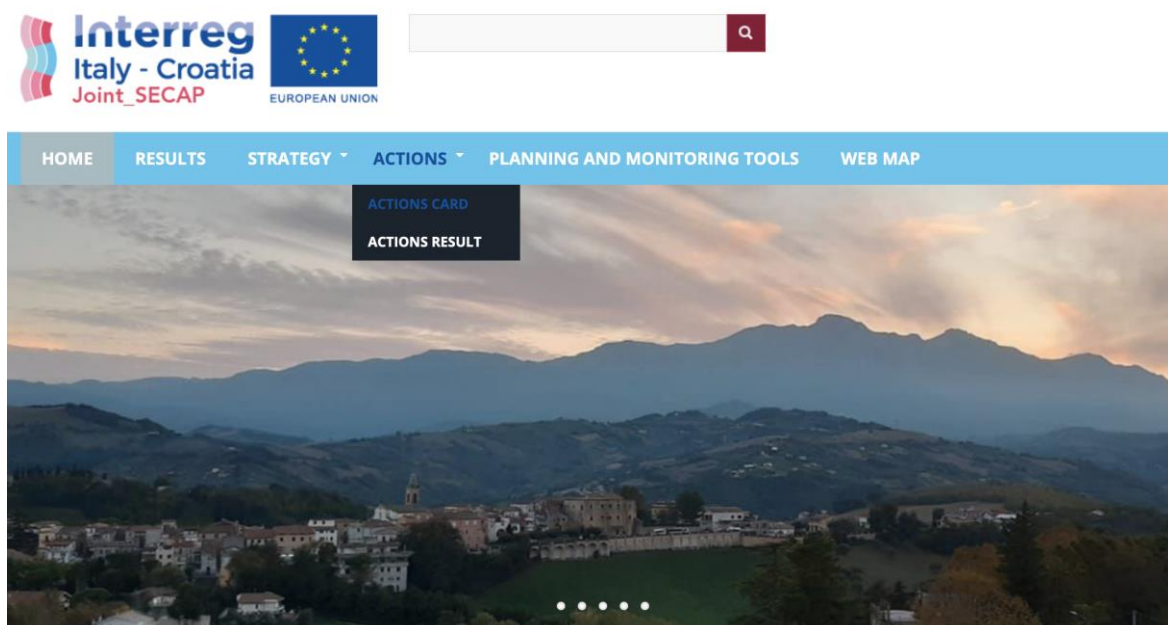 Interreg
Italy - Croatia
Joint_SECAP
EUROPEAN UNION
HOME RESULTS STRATEGY ACTIONS PLANNING AND MONITORING TOOLS WEB MAP
ACTIONS CARD
ACTIONS RESULT